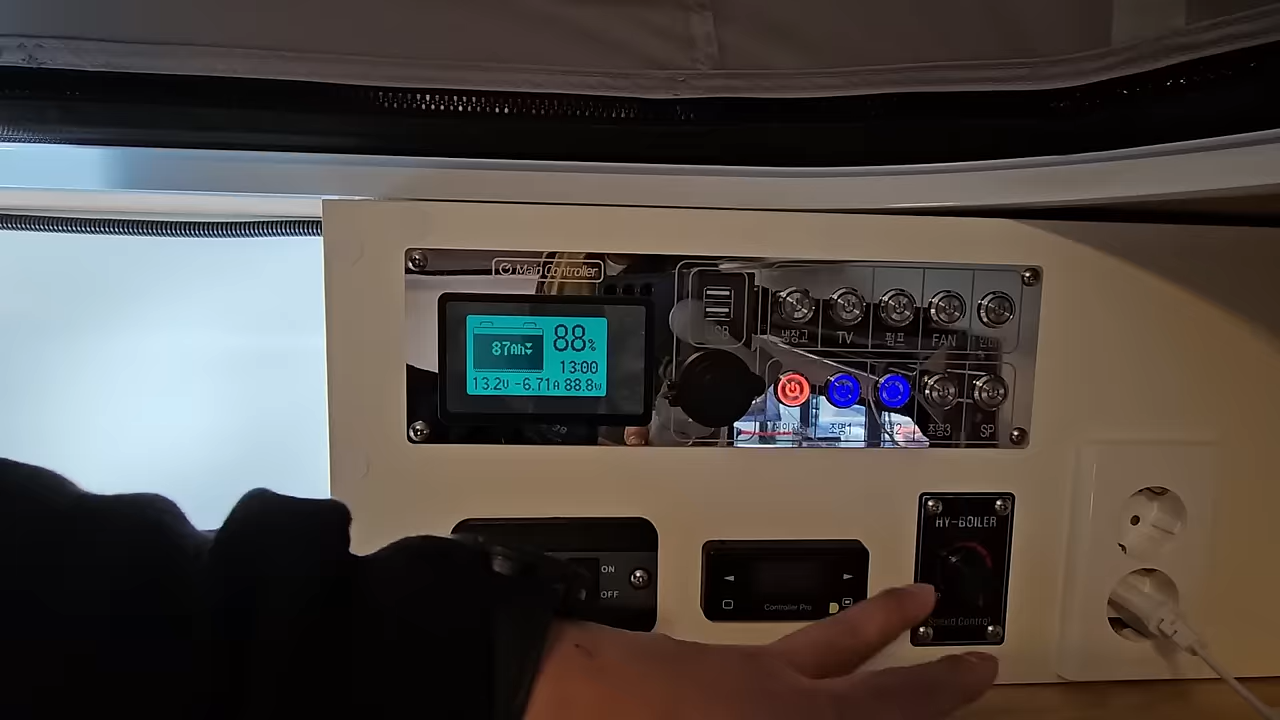 Main Controller
88%
87Ah
13:00
13.2V -6.71A 88.8W
USB
냉장고
TV
펌프
FAN
조명1
조명3
SP
ON
OFF
Controller Pro
HY-BOILER
Speed Control